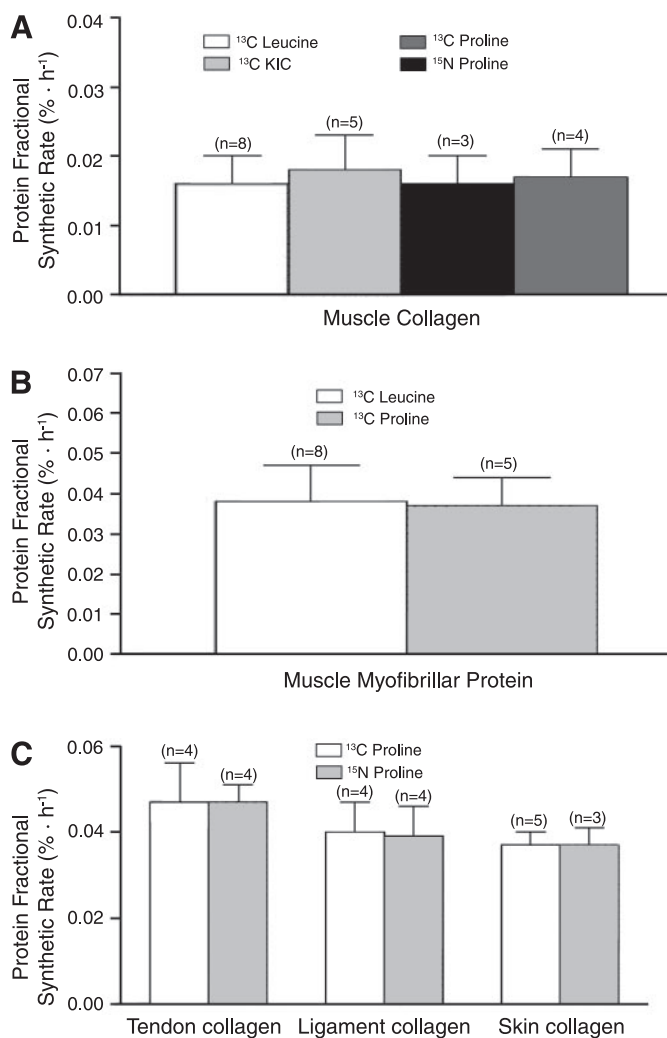 A
Protein Fractional
Synthetic Rate (% · h⁻¹)
0.04
0.03
0.02
0.01
0.00
¹³C Leucine
¹³C KIC
¹³C Proline
¹⁵N Proline
(n=8)
(n=5)
(n=3)
(n=4)
Muscle Collagen
B
Protein Fractional
Synthetic Rate (% · h⁻¹)
0.07
0.06
0.05
0.04
0.03
0.02
0.01
0.00
¹³C Leucine
¹³C Proline
(n=8)
(n=5)
Muscle Myofibrillar Protein
C
Protein Fractional
Synthetic Rate (% · h⁻¹)
0.06
0.04
0.02
0.00
¹³C Proline
¹⁵N Proline
(n=4)
(n=4)
(n=4)
(n=4)
(n=5)
(n=3)
Tendon collagen Ligament collagen Skin collagen